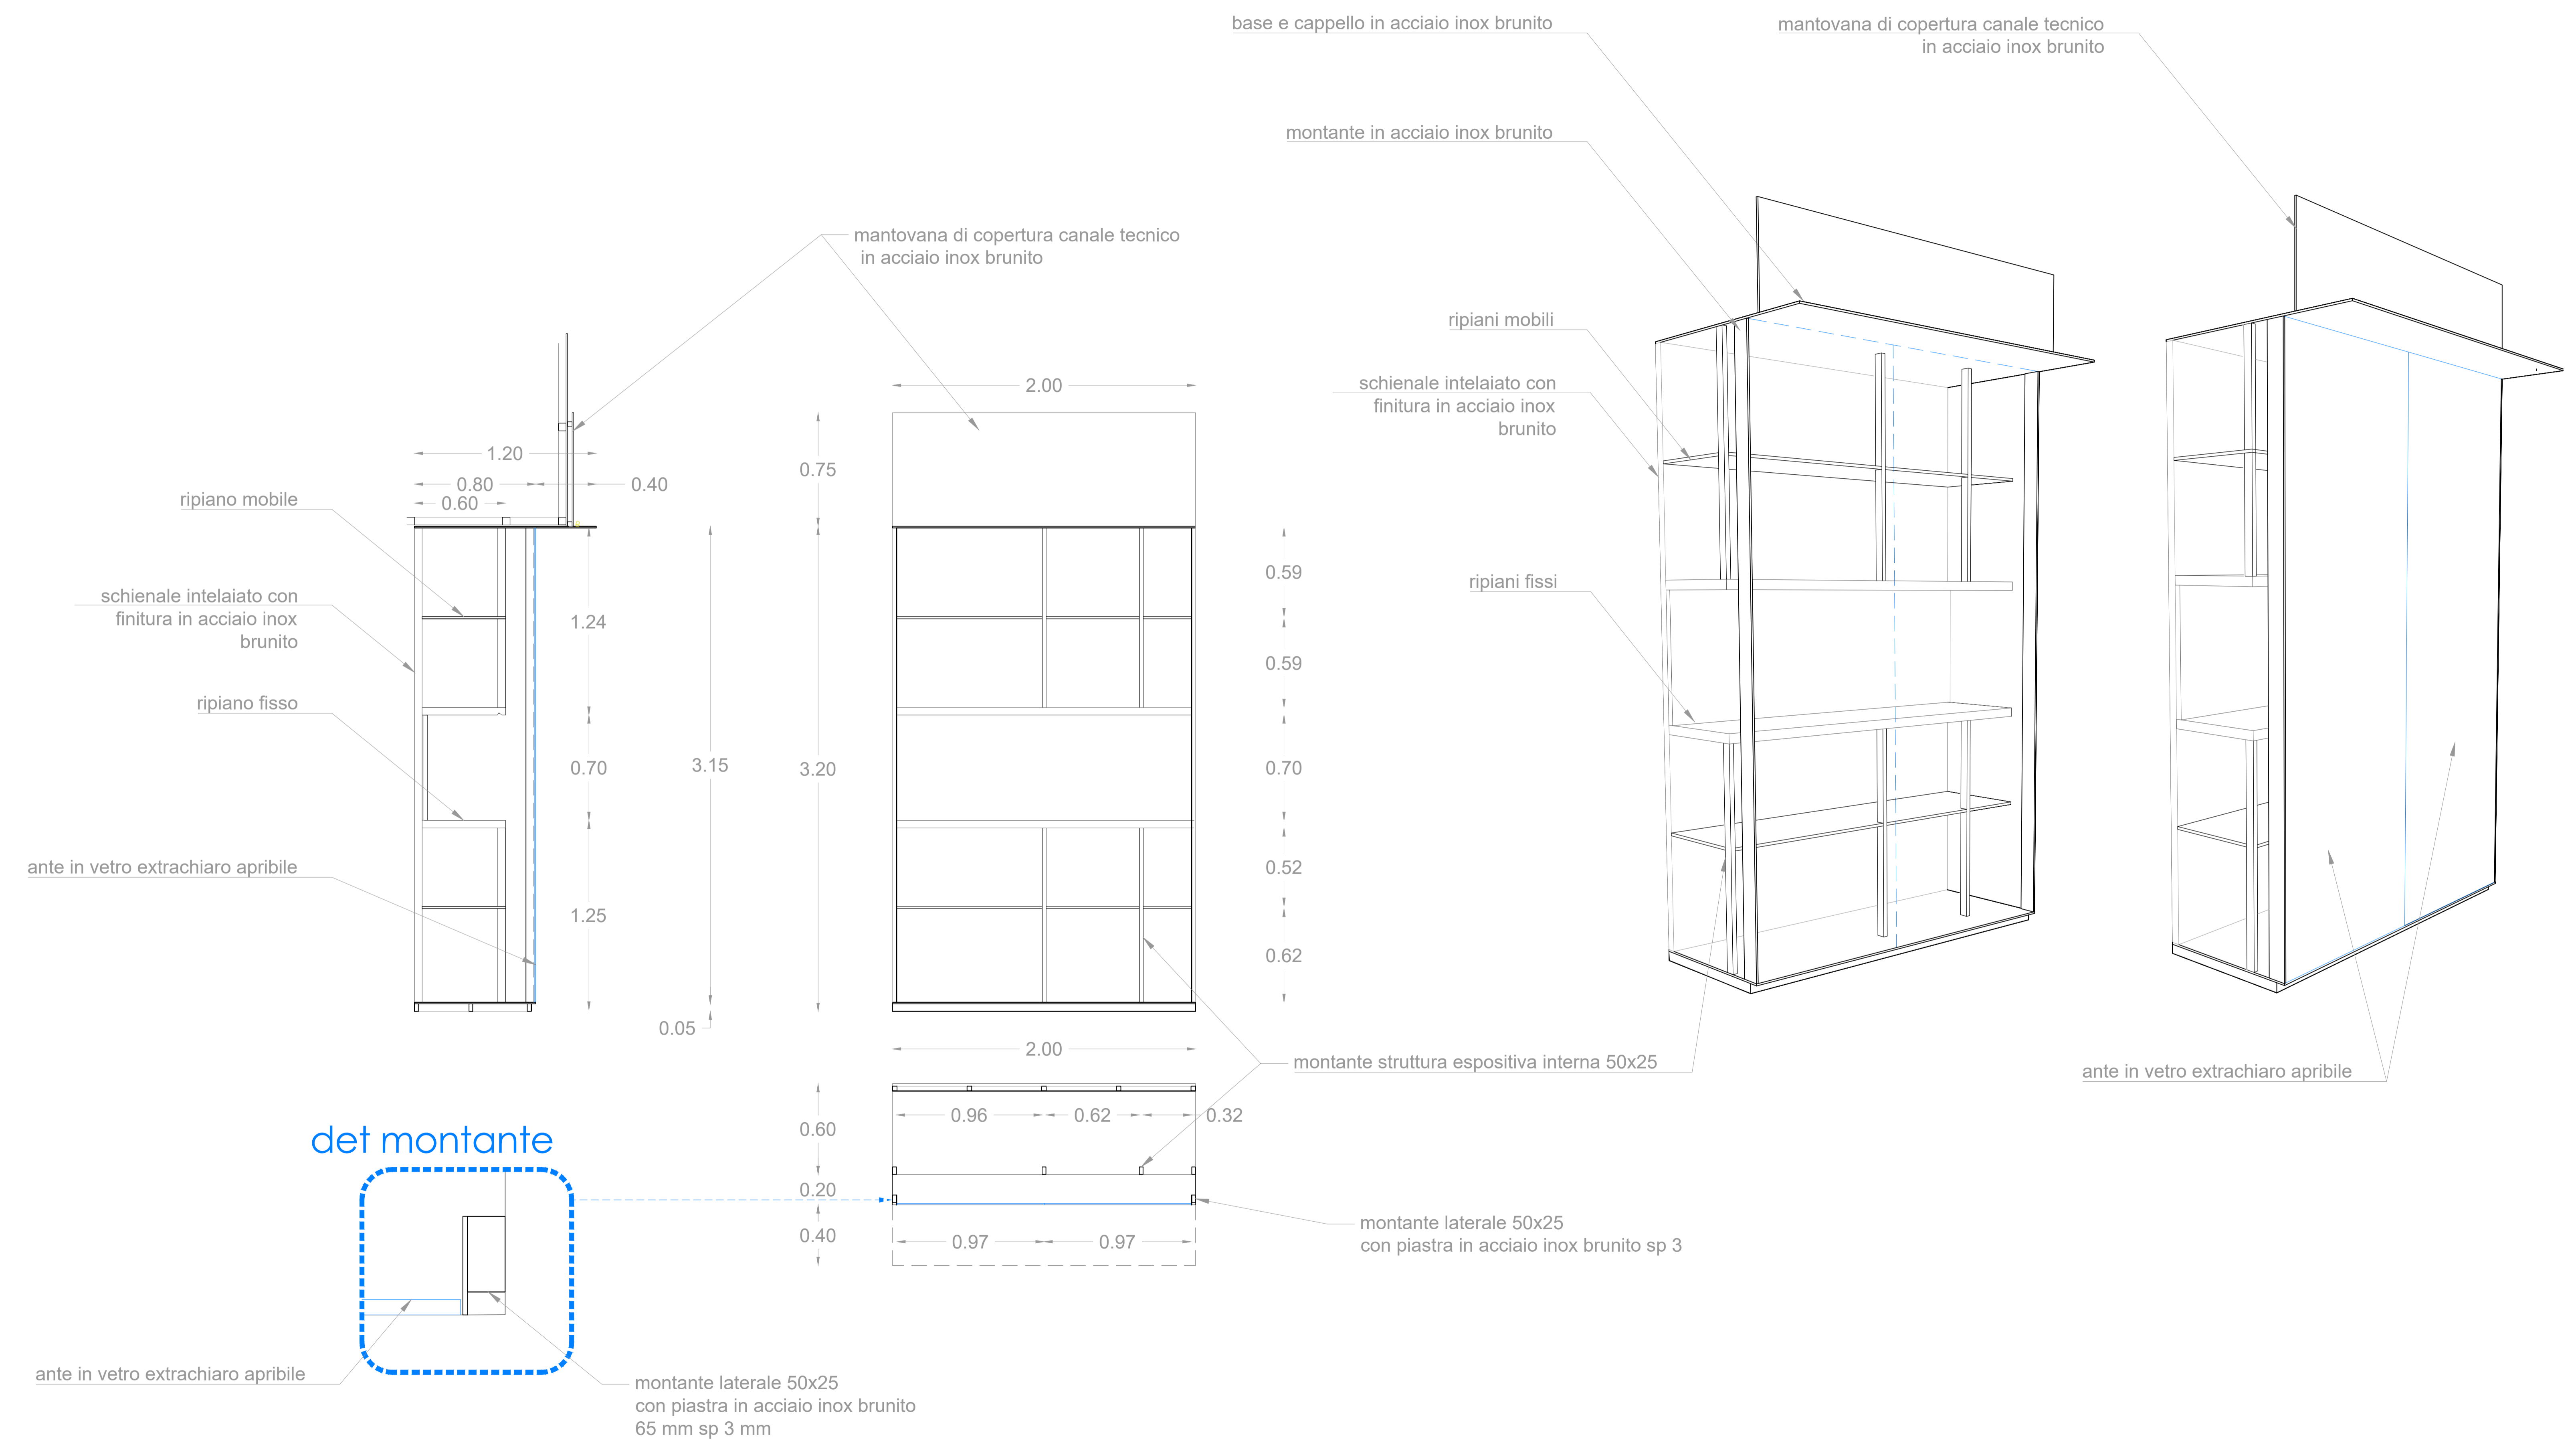 base e cappello in acciaio inox brunito
mantovana di copertura canale tecnico
in acciaio inox brunito
montante in acciaio inox brunito
mantovana di copertura canale tecnico
in acciaio inox brunito
ripiani mobili
schienale intelaiato con
finitura in acciaio inox
brunito
2.00
1.20
0.75
0.80
0.40
0.60
ripiano mobile
0.59
ripiani fissi
schienale intelaiato con
finitura in acciaio inox
brunito
1.24
0.59
ripiano fisso
3.15
3.20
0.70
0.70
ante in vetro extrachiaro apribile
0.52
1.25
0.62
0.05
2.00
montante struttura espositiva interna 50x25
ante in vetro extrachiaro apribile
0.96
0.62
0.32
0.60
det montante
0.20
0.40
0.97
0.97
montante laterale 50x25
con piastra in acciaio inox brunito sp 3
ante in vetro extrachiaro apribile
montante laterale 50x25
con piastra in acciaio inox brunito
65 mm sp 3 mm